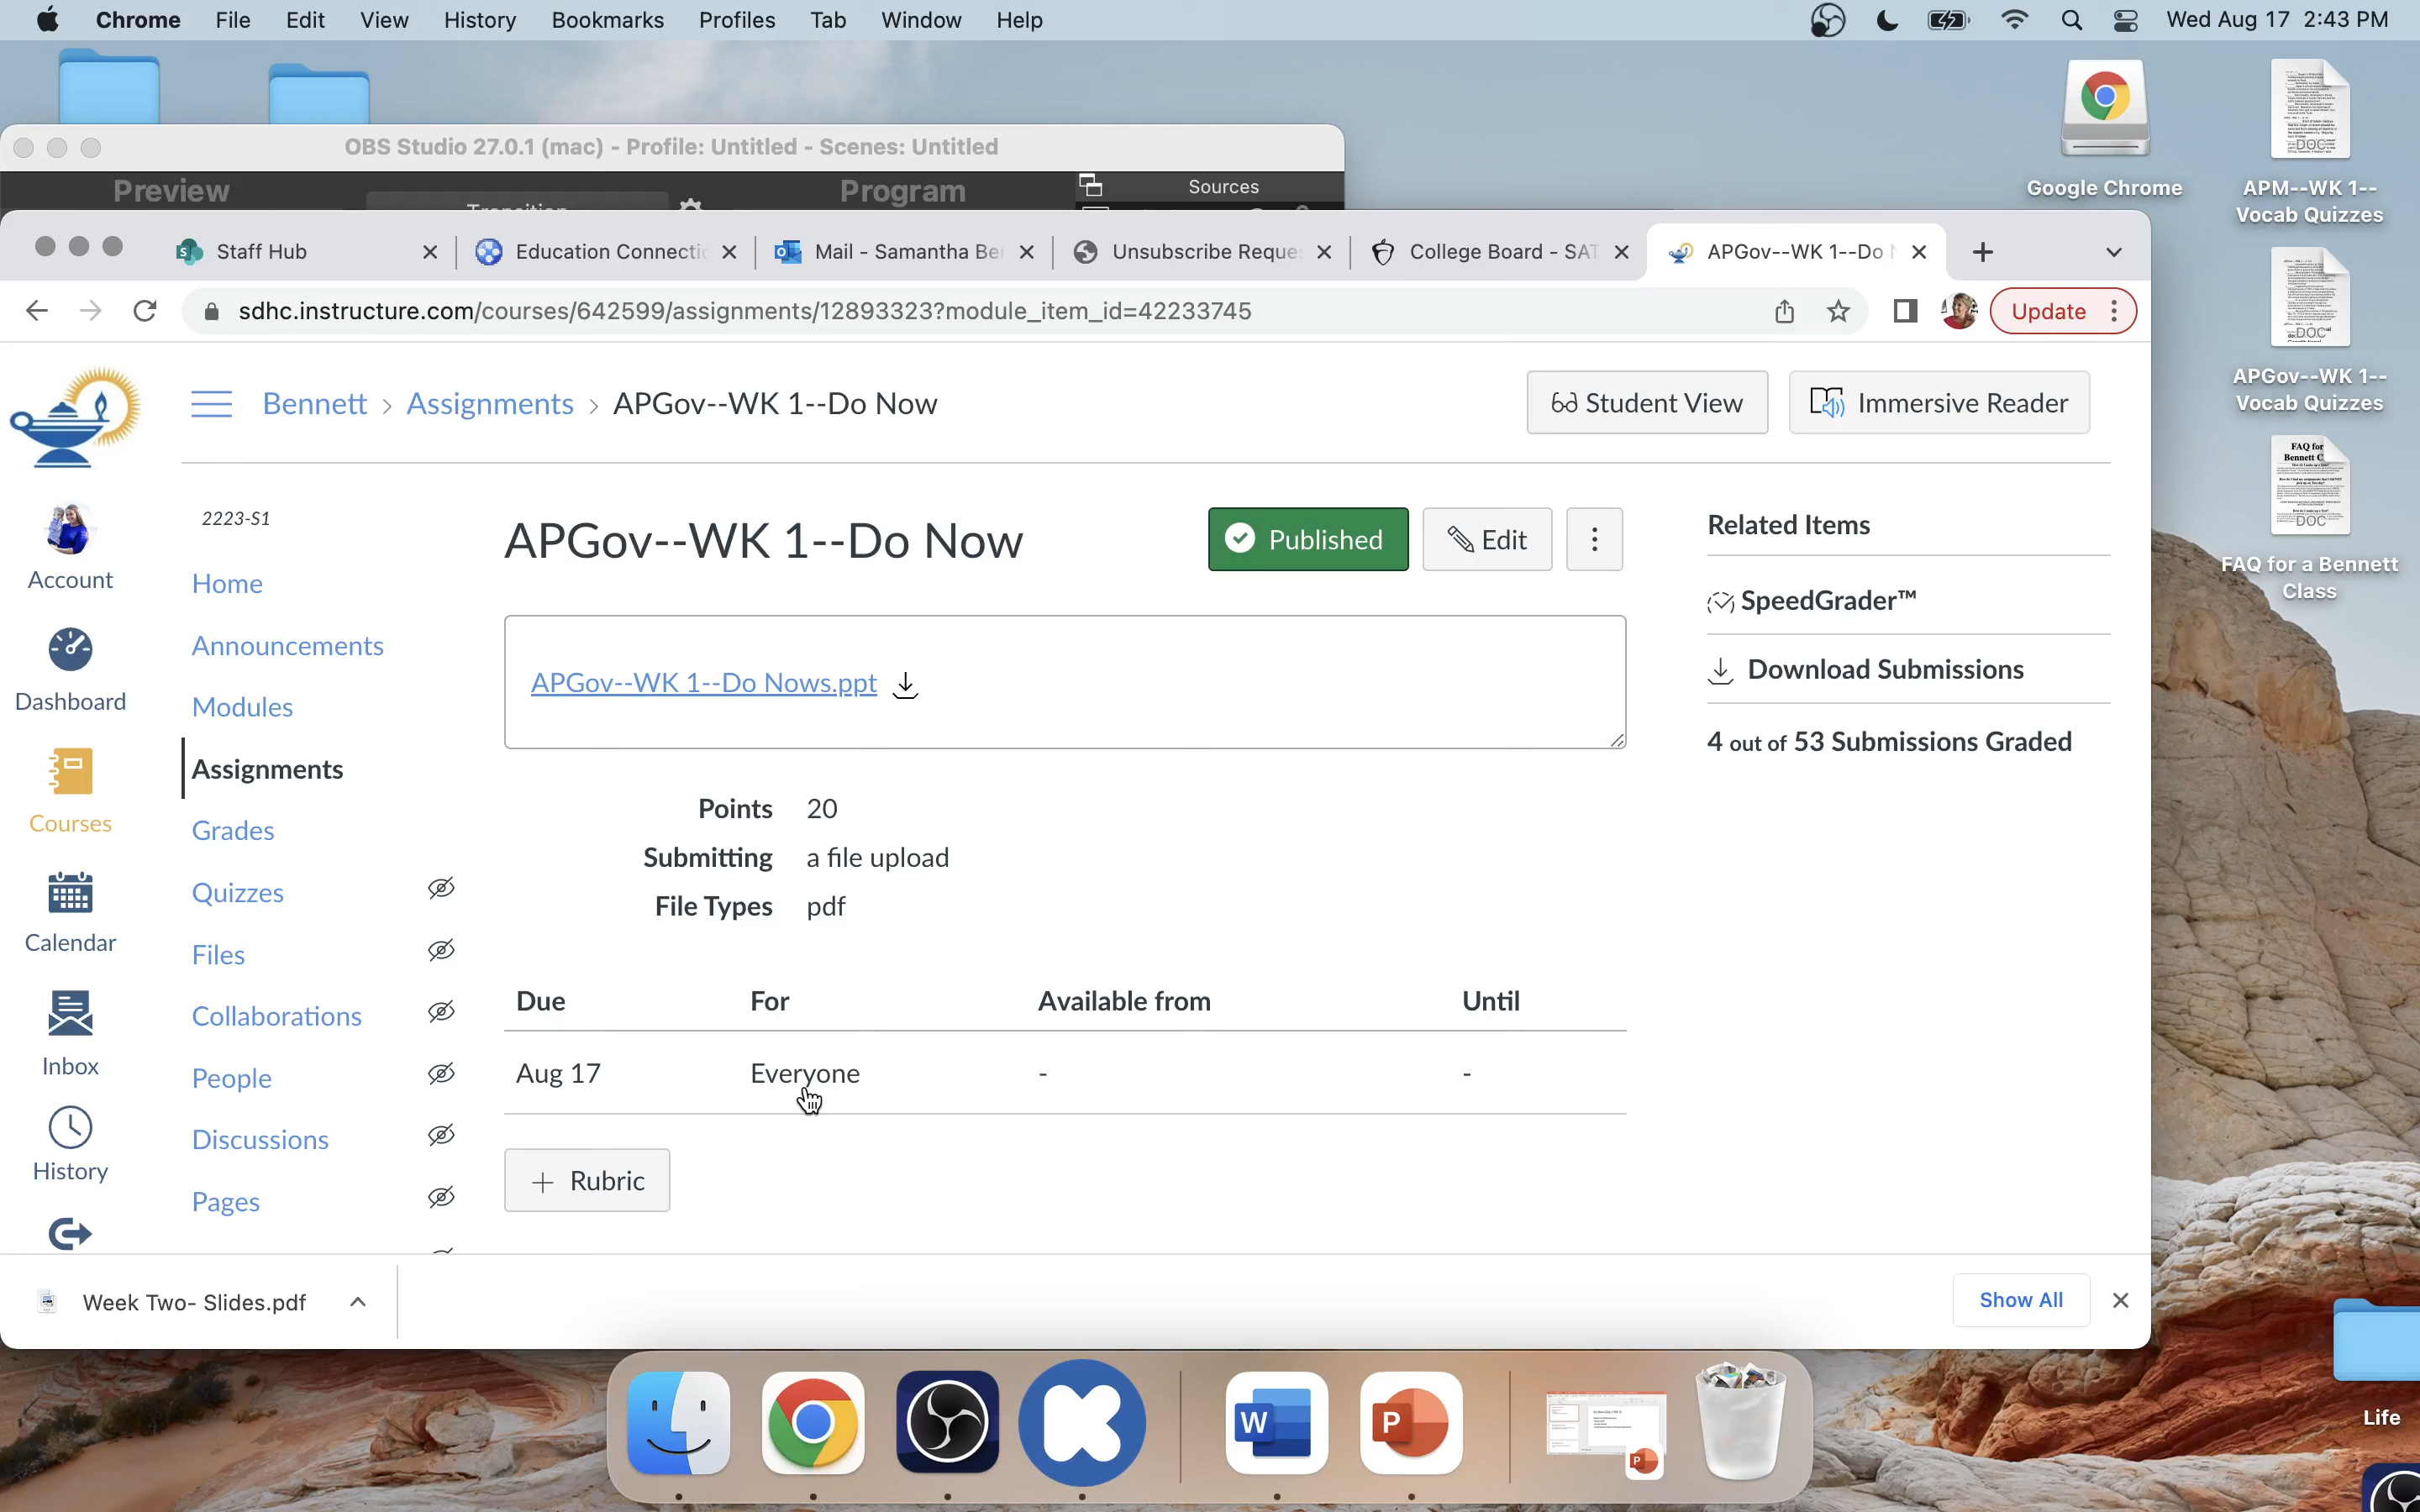 Chrome File Edit View History Bookmarks Profiles Tab Window Help
Wed Aug 17 2:43 PM
OBS Studio 27.0.1 (mac) - Profile: Untitled - Scenes: Untitled
Preview
Program
Sources
Google Chrome
DOC
APM--WK 1--
Vocab Quizzes
DOC
APGov--WK 1--
Vocab Quizzes
FAQ for
Bennett C
DOC
FAQ for a Bennett
Class
Life
Staff Hub
Education Connectic
Mail - Samantha Be
Unsubscribe Reque
College Board - SAT
APGov--WK 1--Do
sdhc.instructure.com/courses/642599/assignments/12893323?module_item_id=42233745
Update
Bennett › Assignments › APGov--WK 1--Do Now
Student View
Immersive Reader
Account
Dashboard
Courses
Calendar
Inbox
History
2223-S1
Home
Announcements
Modules
Assignments
Grades
Quizzes
Files
Collaborations
People
Discussions
Pages
APGov--WK 1--Do Now
Published
Edit
APGov--WK 1--Do Nows.ppt
Points 20
Submitting a file upload
File Types pdf
Due For Available from Until
Aug 17 Everyone - -
+ Rubric
Related Items
SpeedGrader™
Download Submissions
4 out of 53 Submissions Graded
Week Two- Slides.pdf
Show All
W
P
P